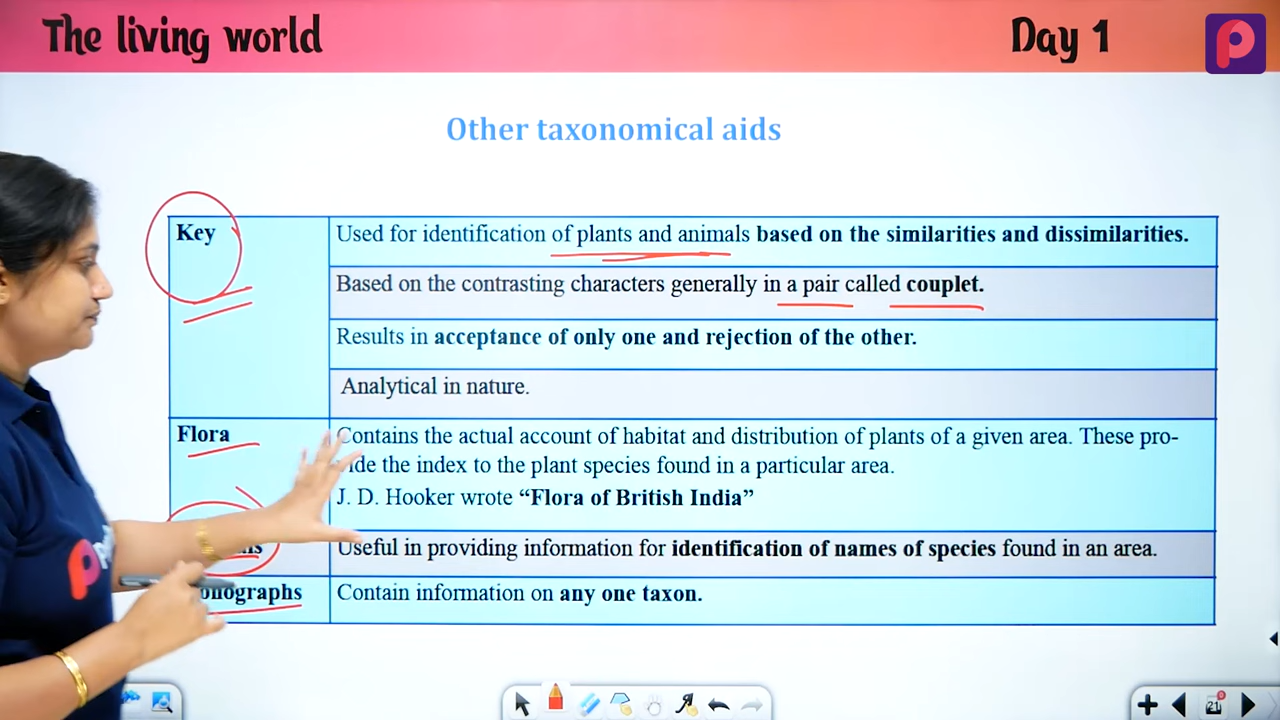 The living world
Day 1
Other taxonomical aids
Key
Used for identification of plants and animals based on the similarities and dissimilarities.
Based on the contrasting characters generally in a pair called couplet.
Results in acceptance of only one and rejection of the other.
Analytical in nature.
Flora
Contains the actual account of habitat and distribution of plants of a given area. These pro-
vide the index to the plant species found in a particular area.
J. D. Hooker wrote “Flora of British India”
Useful in providing information for identification of names of species found in an area.
onographs
Contain information on any one taxon.
21